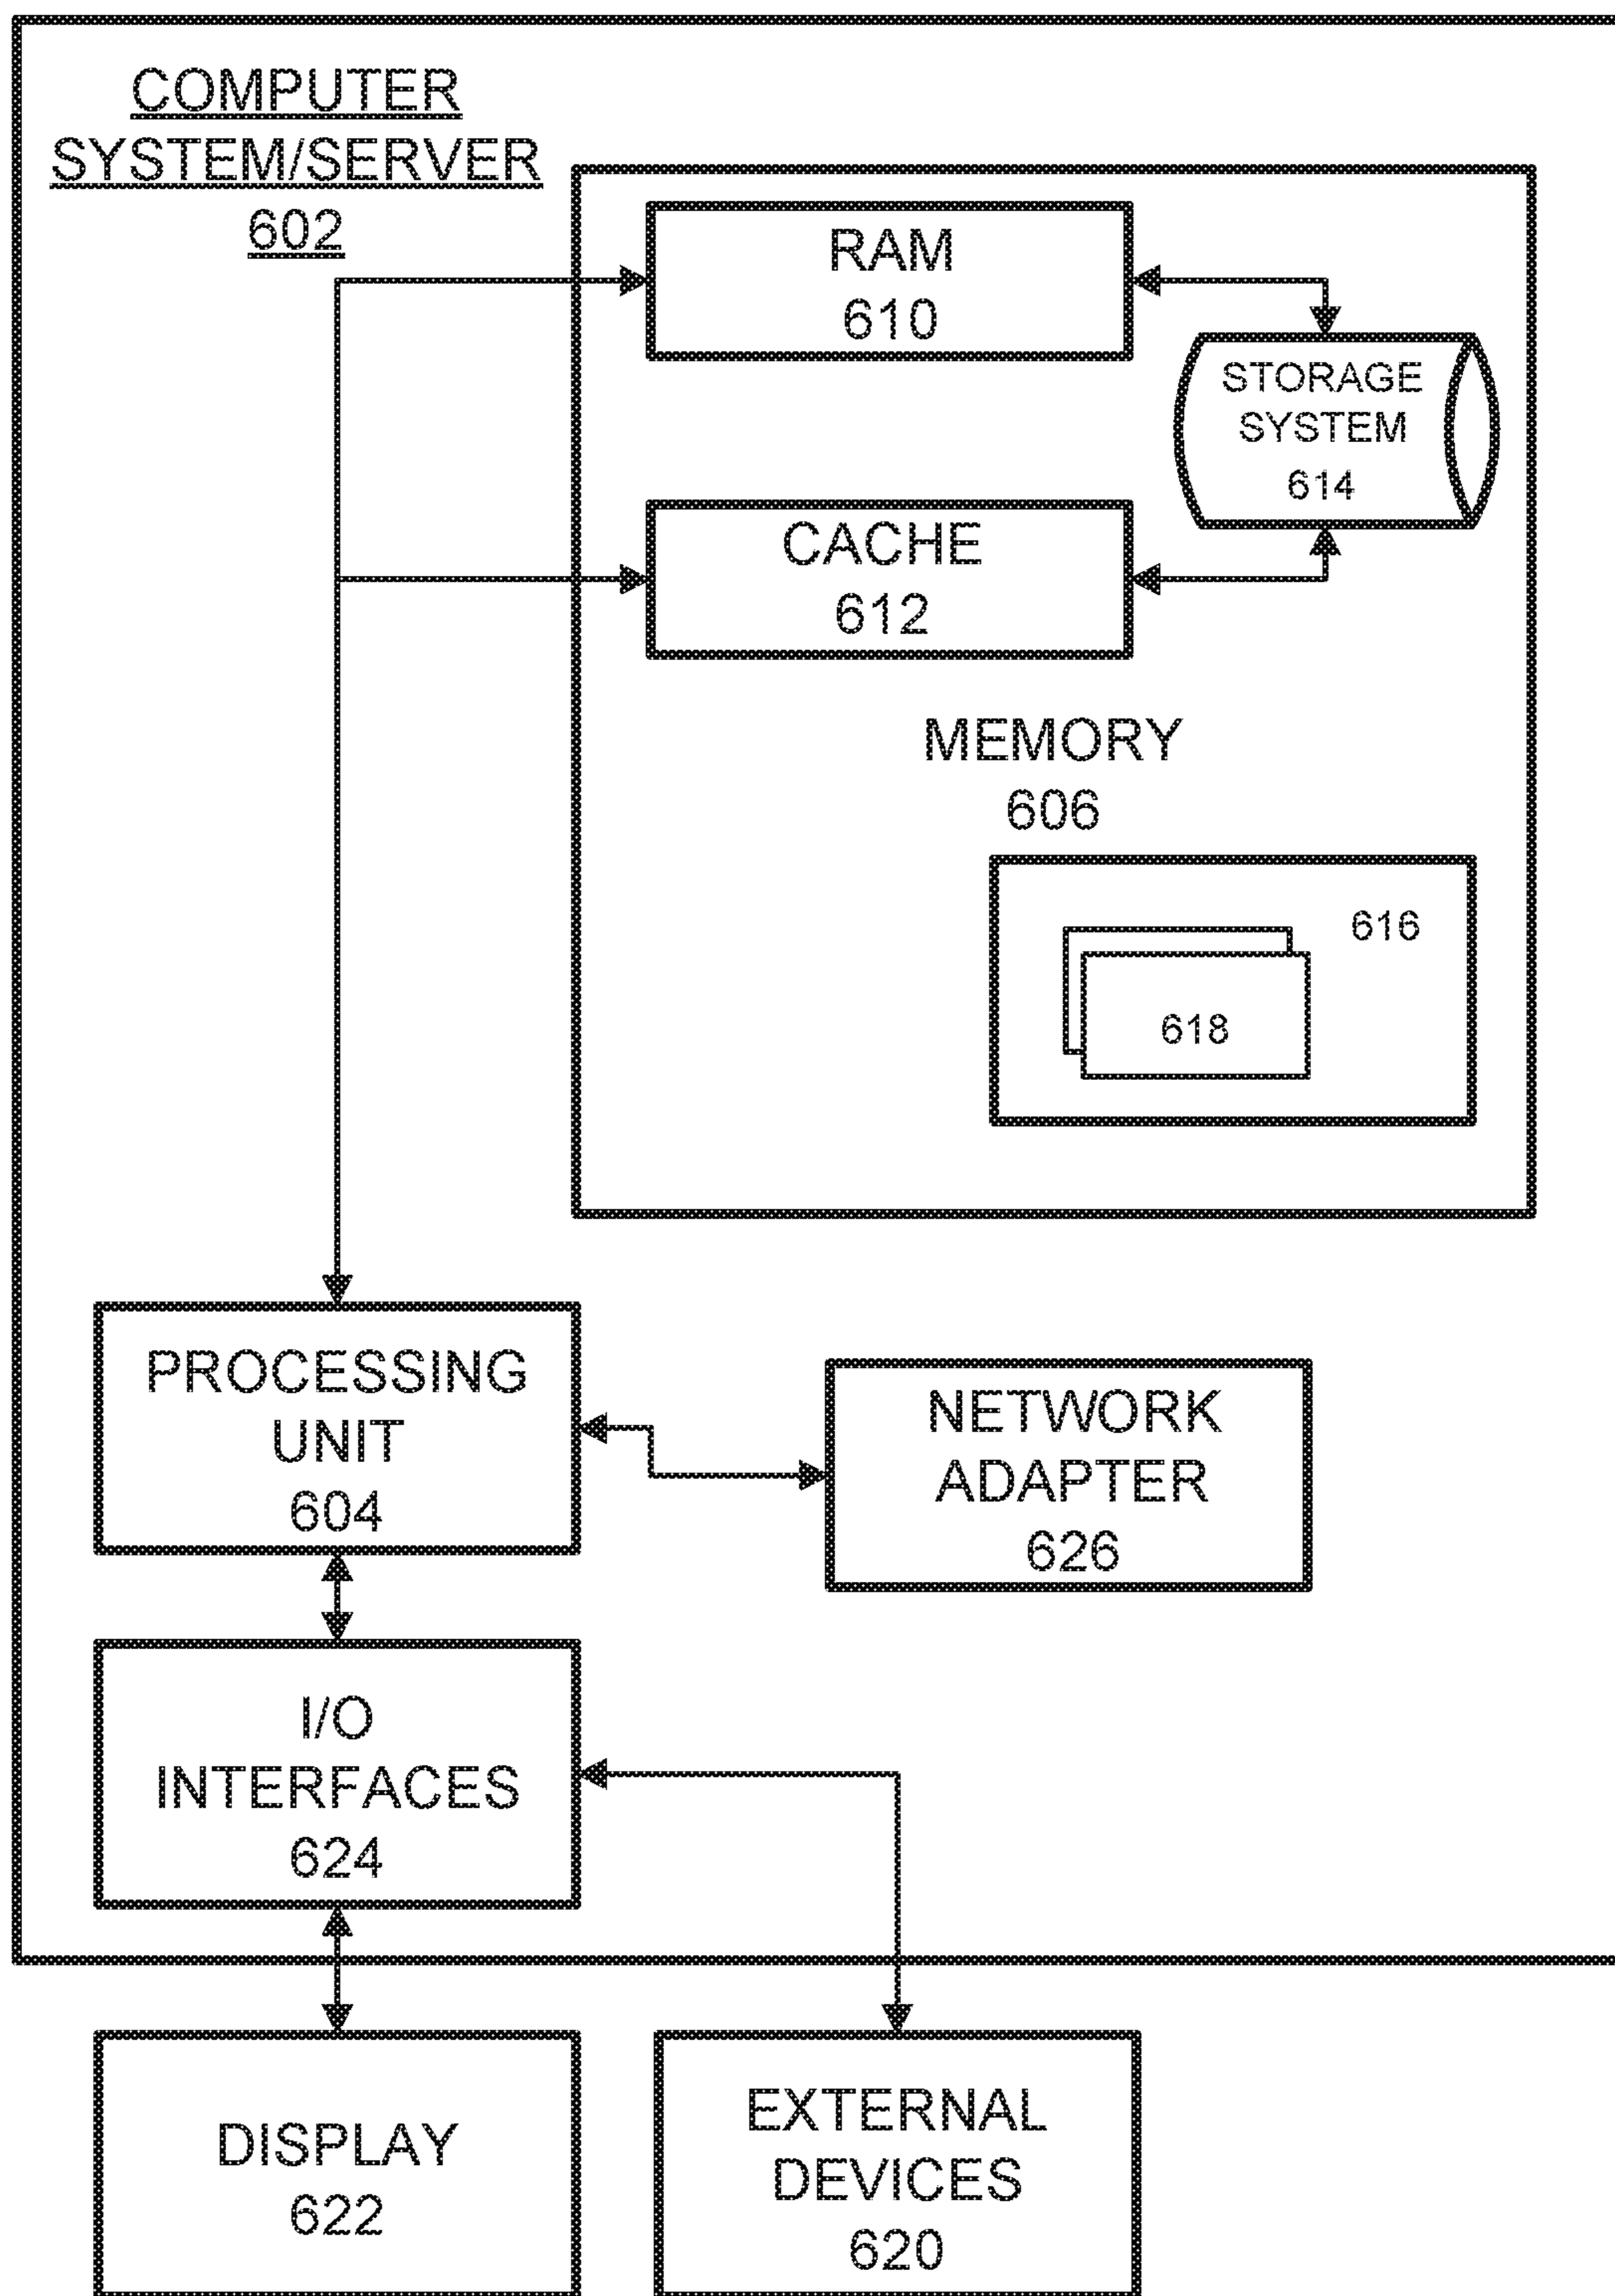 COMPUTER
SYSTEM/SERVER
602
RAM
610
STORAGE
SYSTEM
614
CACHE
612
MEMORY
606
616
618
PROCESSING
UNIT
604
NETWORK
ADAPTER
626
I/O
INTERFACES
624
DISPLAY
622
EXTERNAL
DEVICES
620